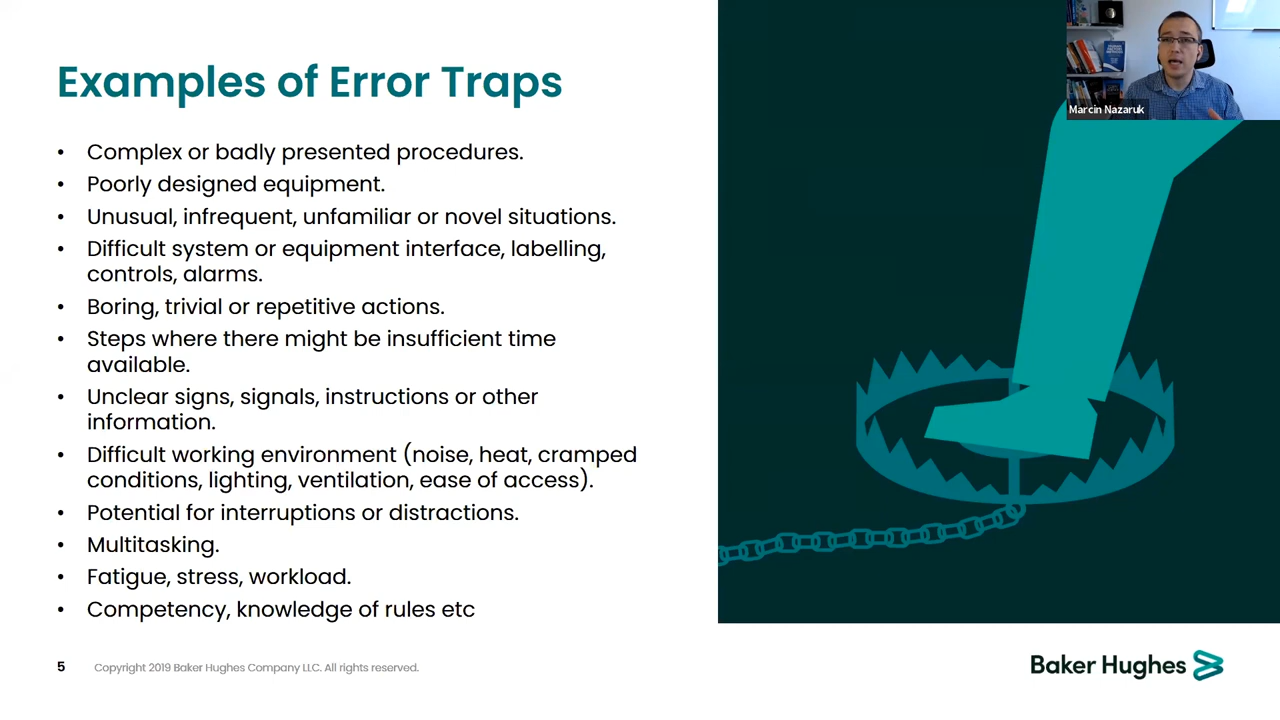 Examples of Error Traps
• Complex or badly presented procedures.
• Poorly designed equipment.
• Unusual, infrequent, unfamiliar or novel situations.
• Difficult system or equipment interface, labelling,
controls, alarms.
• Boring, trivial or repetitive actions.
• Steps where there might be insufficient time
available.
• Unclear signs, signals, instructions or other
information.
• Difficult working environment (noise, heat, cramped
conditions, lighting, ventilation, ease of access).
• Potential for interruptions or distractions.
• Multitasking.
• Fatigue, stress, workload.
• Competency, knowledge of rules etc
5 Copyright 2019 Baker Hughes Company LLC. All rights reserved.
Marcin Nazaruk
Baker Hughes